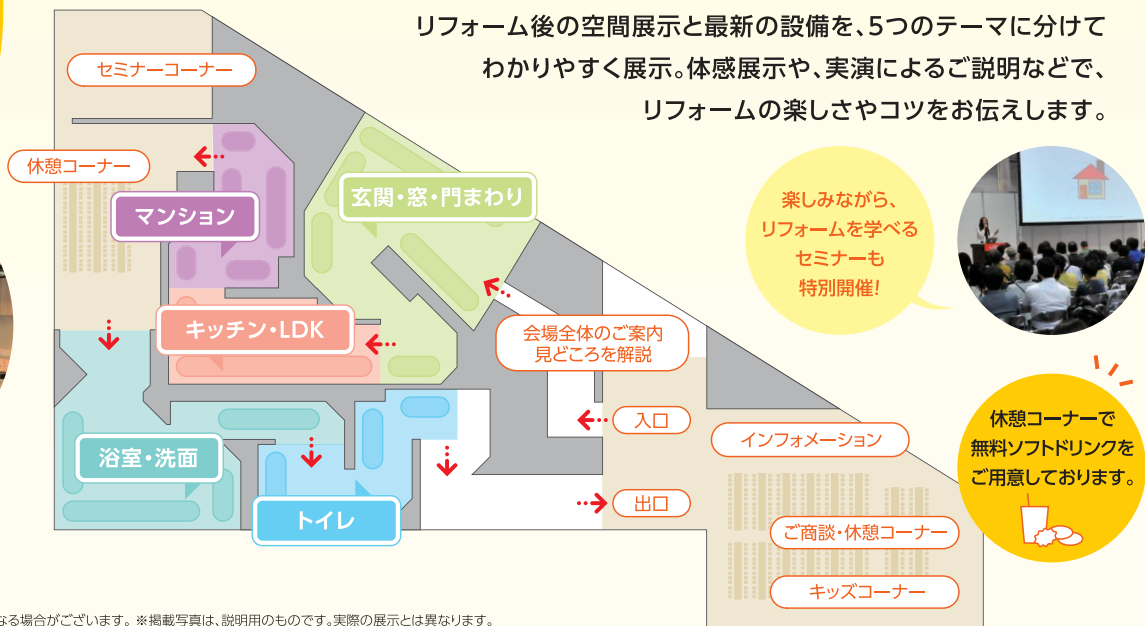 リフォーム後の空間展示と最新の設備を、5つのテーマに分けて
わかりやすく展示。体感展示や、実演によるご説明などで、
リフォームの楽しさやコツをお伝えします。
セミナーコーナー
休憩コーナー
マンション
玄関・窓・門まわり
キッチン・LDK
会場全体のご案内
見どころを解説
楽しみながら、
リフォームを学べる
セミナーも
特別開催!
入口
インフォメーション
浴室・洗面
トイレ
出口
ご商談・休憩コーナー
キッズコーナー
休憩コーナーで
無料ソフトドリンクを
ご用意しております。
なる場合がございます。※掲載写真は、説明用のものです。実際の展示とは異なります。